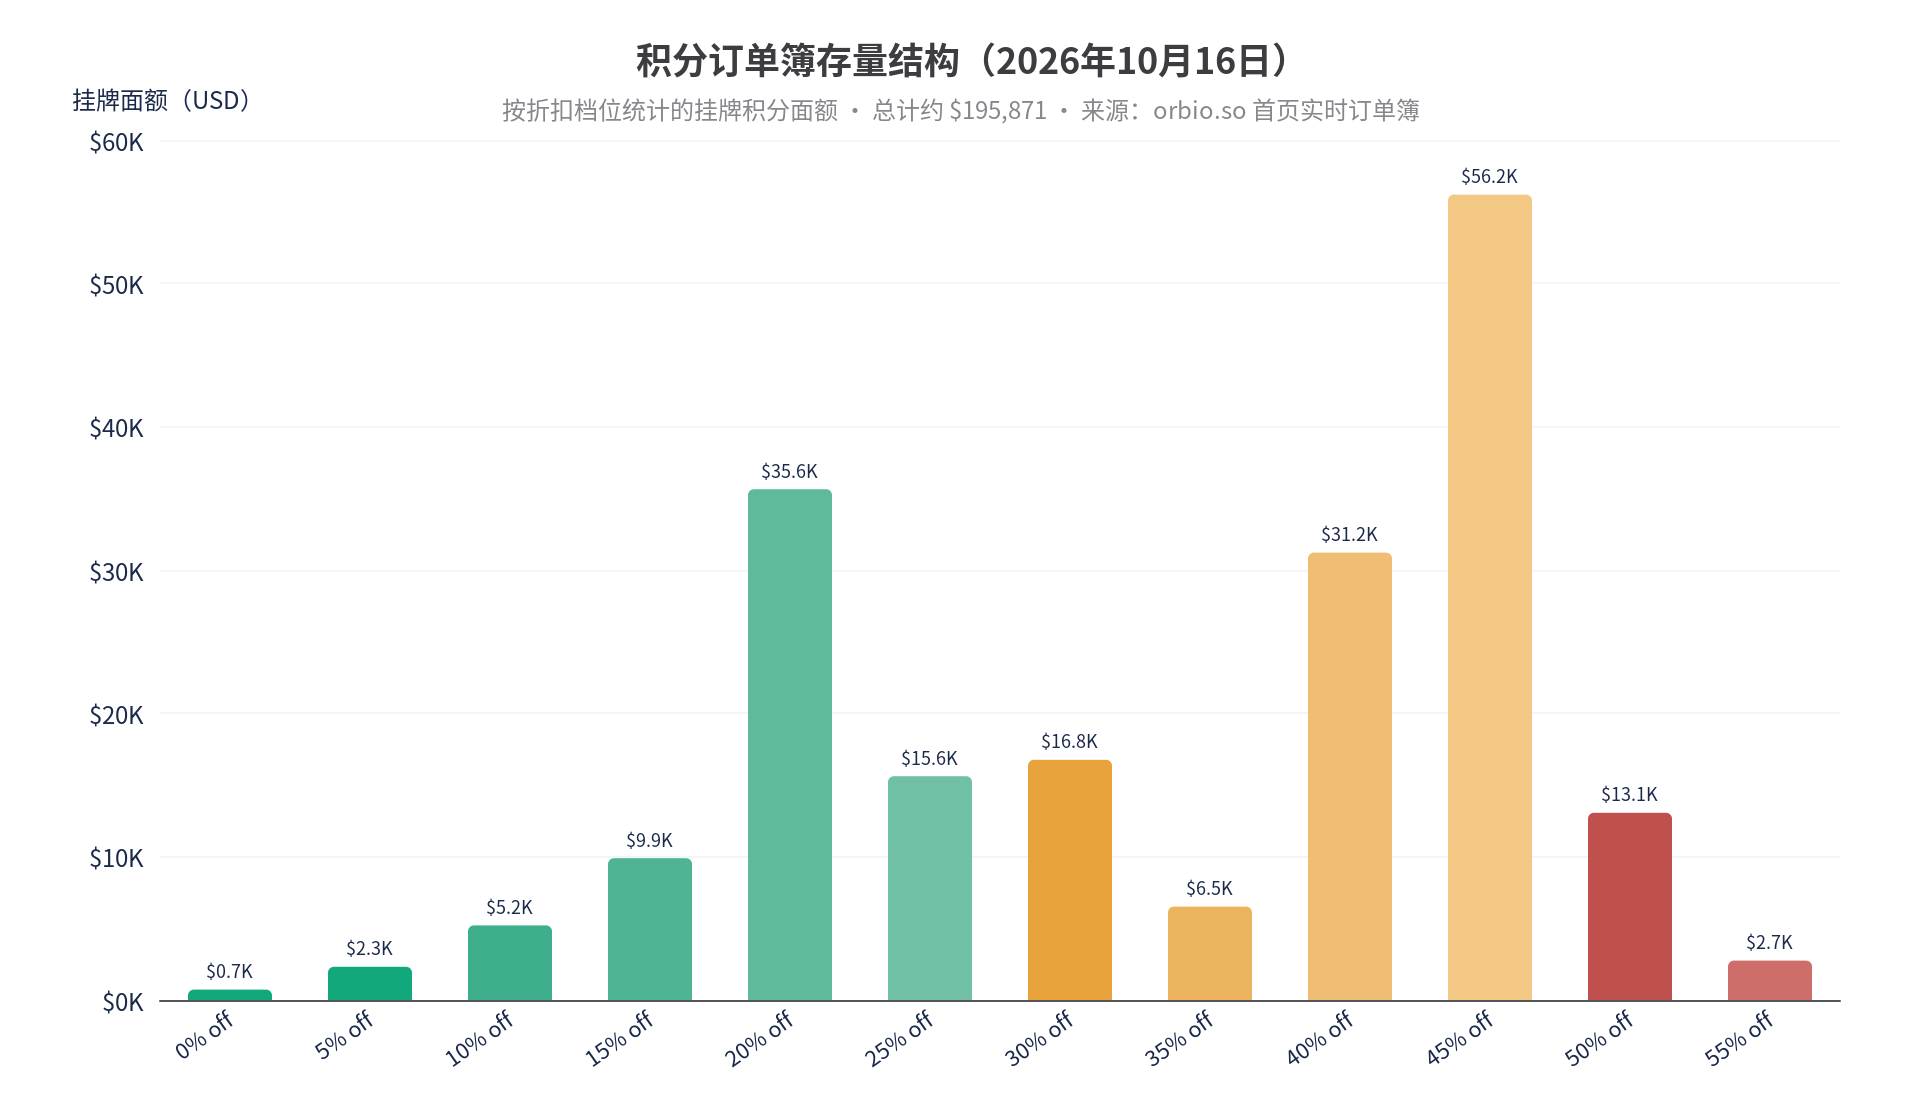 积分订单簿存量结构（2026年10月16日）
挂牌面额（USD）
按折扣档位统计的挂牌积分面额 • 总计约 $195,871 • 来源：orbio.so 首页实时订单簿
$60K
$50K
$40K
$30K
$20K
$10K
$0K
$0.7K
$2.3K
$5.2K
$9.9K
$35.6K
$15.6K
$16.8K
$6.5K
$31.2K
$56.2K
$13.1K
$2.7K
0% off
5% off
10% off
15% off
20% off
25% off
30% off
35% off
40% off
45% off
50% off
55% off